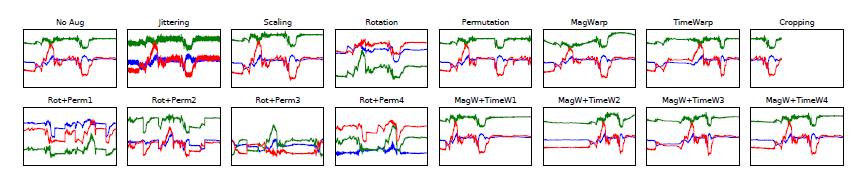 No Aug Jittering Scaling Rotation Permutation MagWarp TimeWarp Cropping
Rot+Perm1 Rot+Perm2 Rot+Perm3 Rot+Perm4 MagW+TimeW1 MagW+TimeW2 MagW+TimeW3 MagW+TimeW4